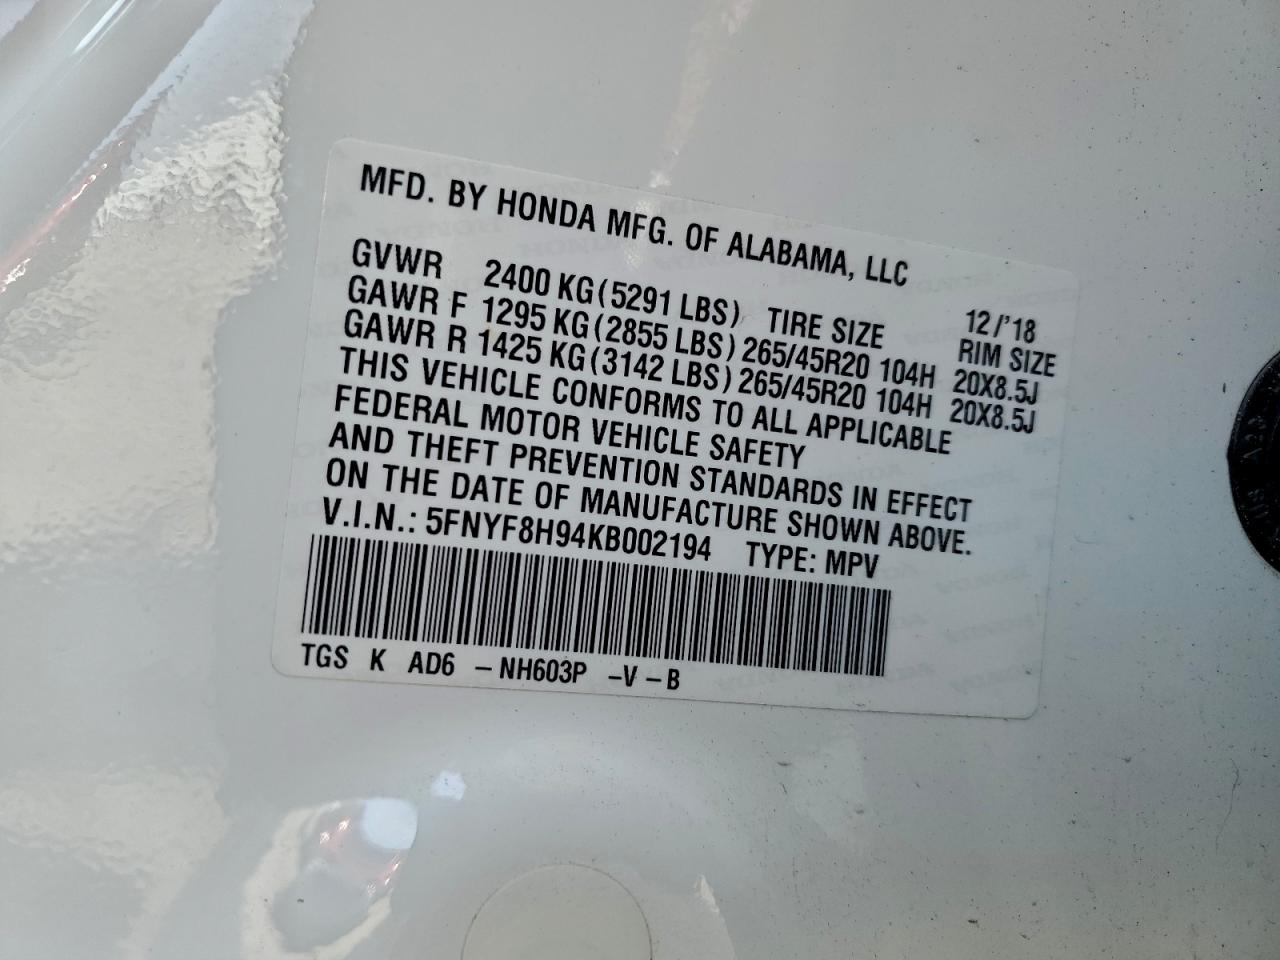 MFD. BY HONDA MFG. OF ALABAMA, LLC
12/'18
GVWR 2400 KG(5291 LBS) TIRE SIZE RIM SIZE
GAWR F 1295 KG(2855 LBS) 265/45R20 104H 20X8.5J
GAWR R 1425 KG(3142 LBS) 265/45R20 104H 20X8.5J
THIS VEHICLE CONFORMS TO ALL APPLICABLE
FEDERAL MOTOR VEHICLE SAFETY
AND THEFT PREVENTION STANDARDS IN EFFECT
ON THE DATE OF MANUFACTURE SHOWN ABOVE.
V.I.N.: 5FNYF8H94KB002194 TYPE: MPV
TGS K AD6 -NH603P -V-B